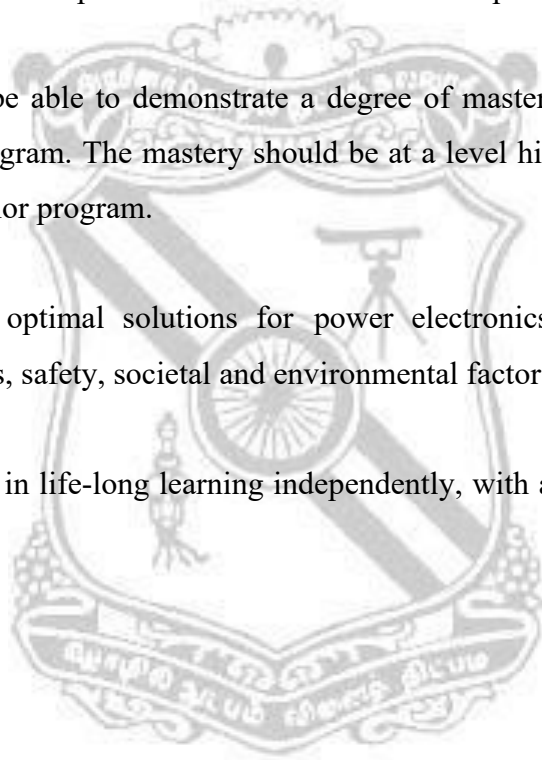 be able to demonstrate a degree of master
gram. The mastery should be at a level hi
or program.
optimal solutions for power electronics
s, safety, societal and environmental factor
in life-long learning independently, with a
திட்பம்